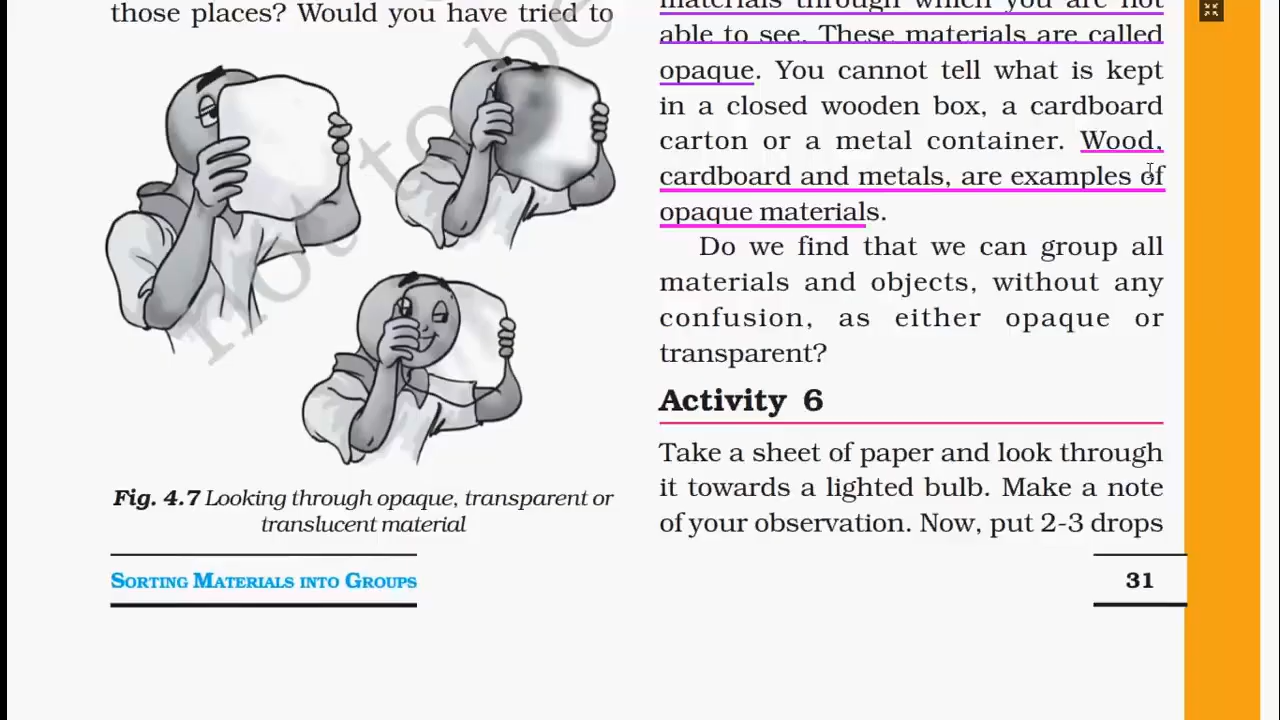 those places? Would you have tried to
Fig. 4.7 Looking through opaque, transparent or
translucent material
materials through which you are not
able to see. These materials are called
opaque. You cannot tell what is kept
in a closed wooden box, a cardboard
carton or a metal container. Wood,
cardboard and metals, are examples of
opaque materials.
Do we find that we can group all
materials and objects, without any
confusion, as either opaque or
transparent?
Activity 6
Take a sheet of paper and look through
it towards a lighted bulb. Make a note
of your observation. Now, put 2-3 drops
SORTING MATERIALS INTO GROUPS
31
not to be